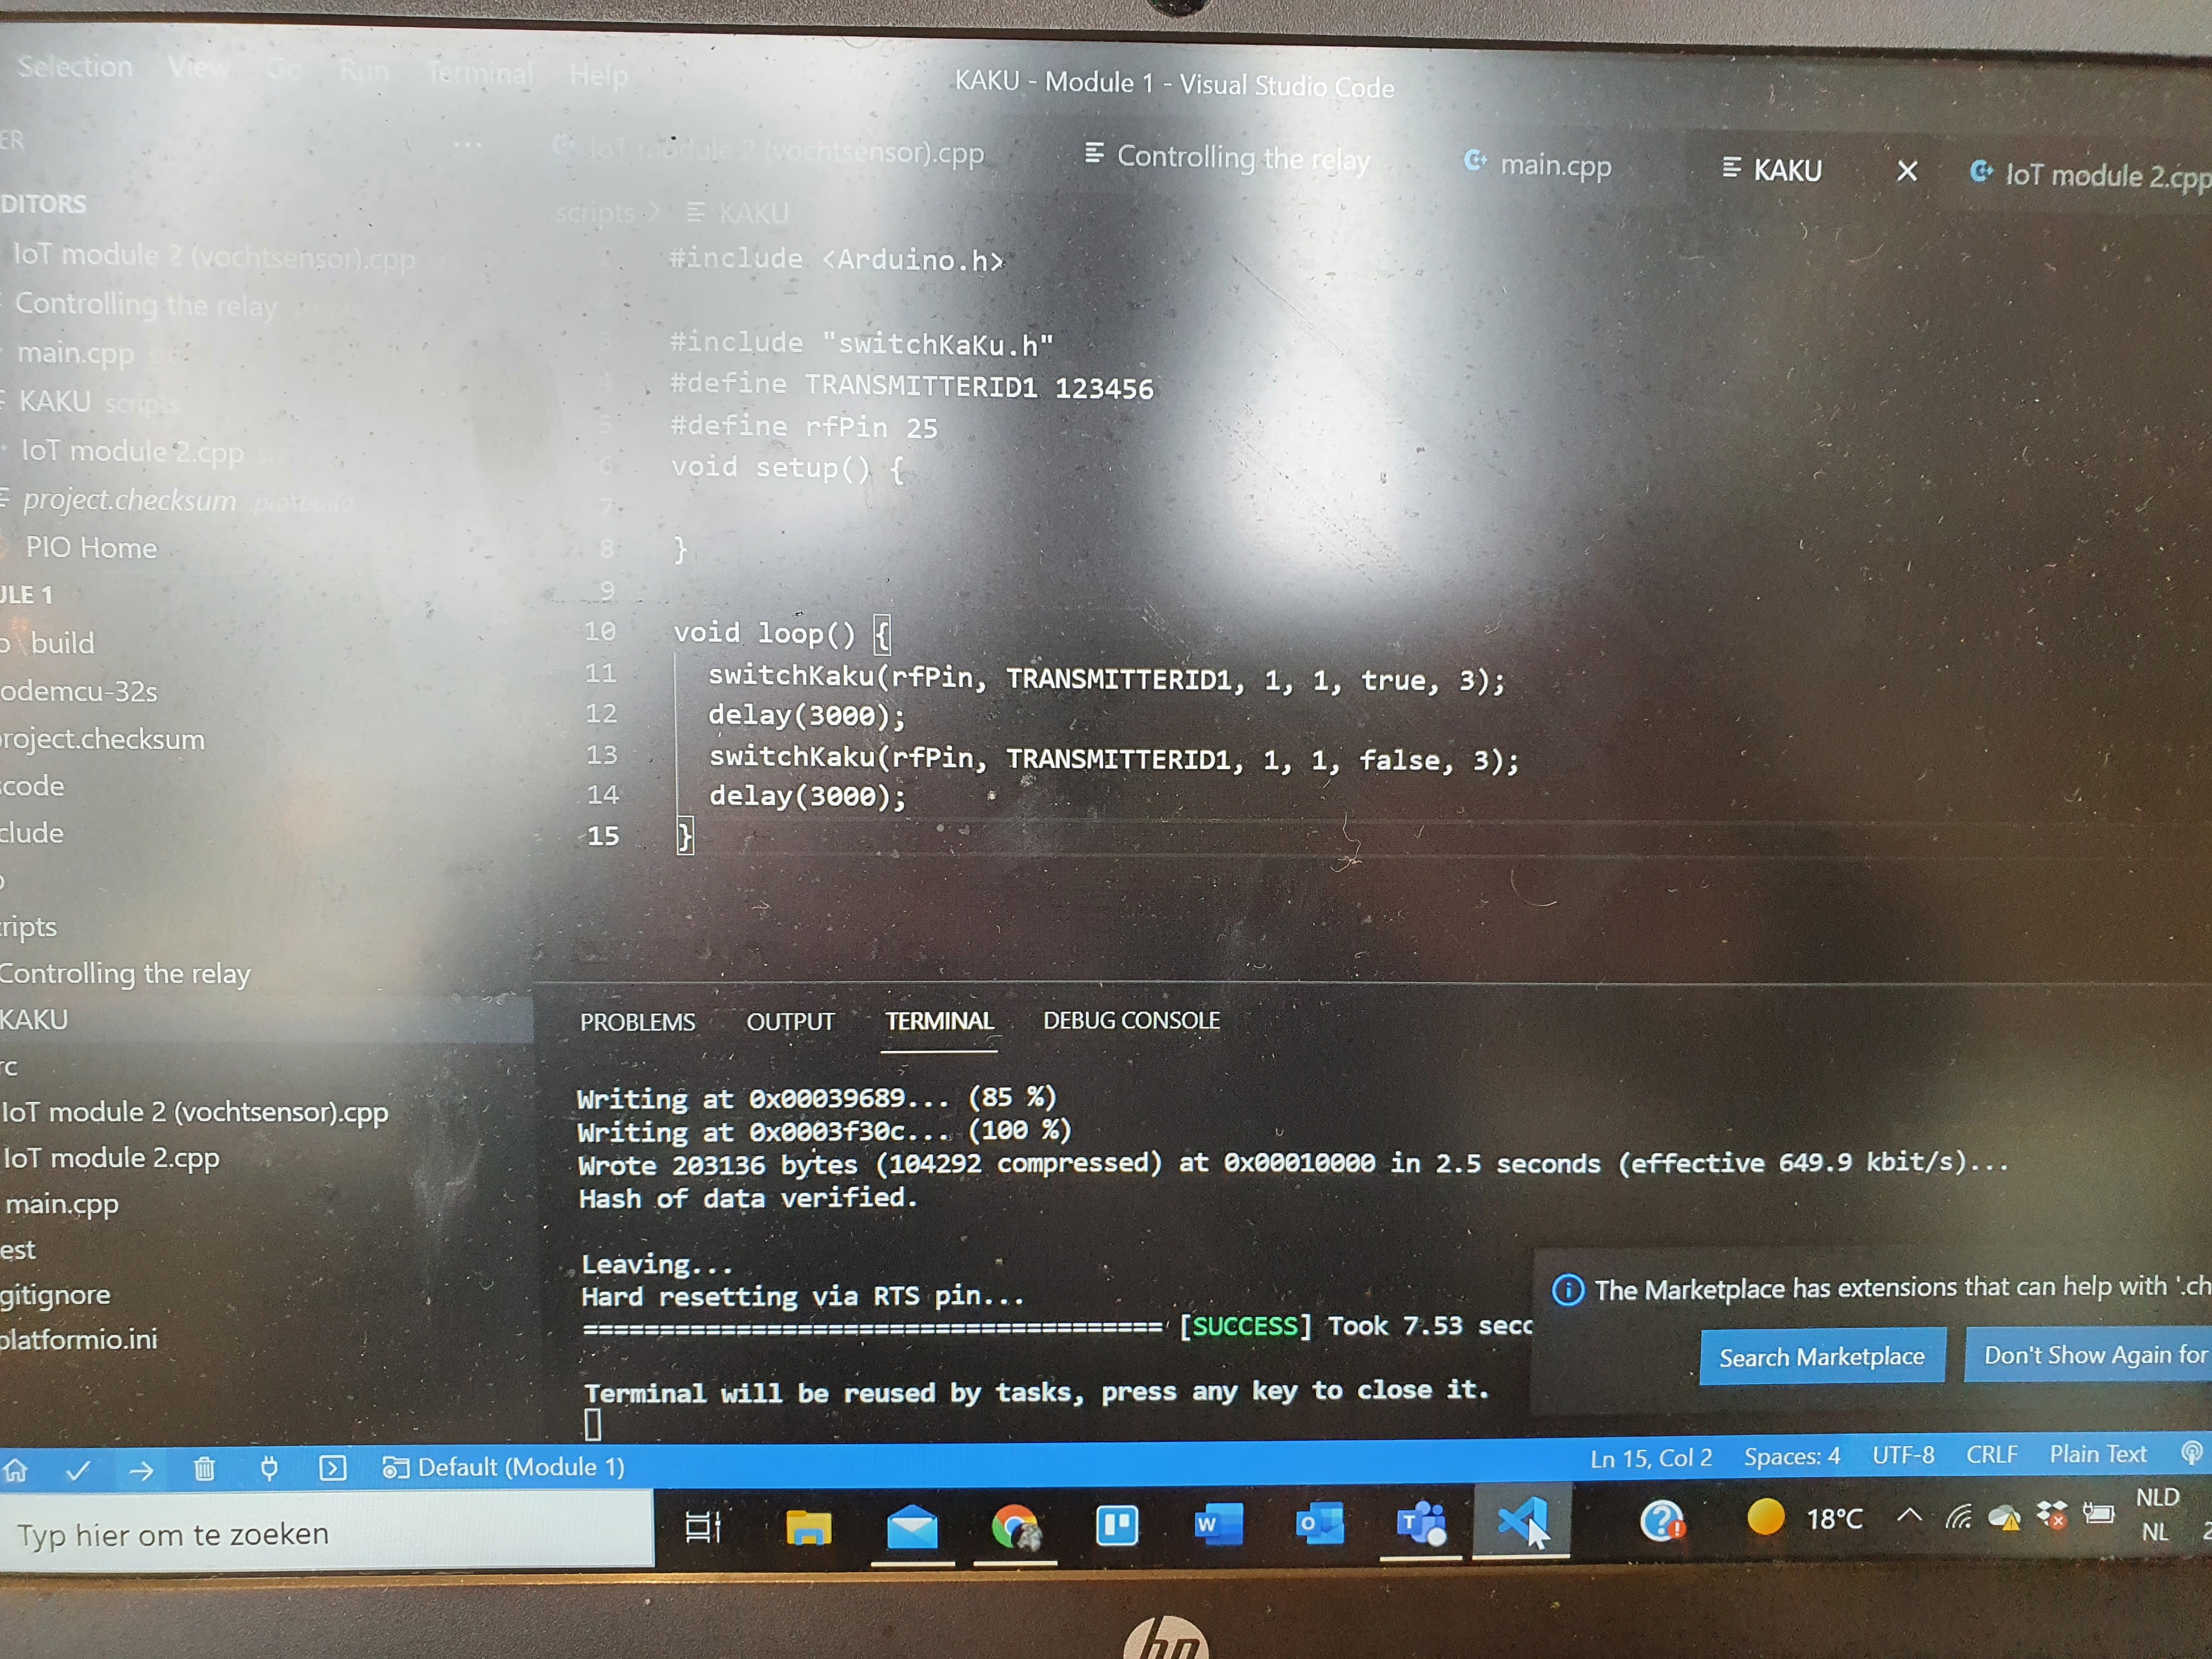 Selection View Go Run Terminal Help
KAKU - Module 1 - Visual Studio Code
ER
...
IoT module 2 (vochtsensor).cpp
Controlling the relay
main.cpp
KAKU
IoT module 2.cpp
DITORS
IoT module 2 (vochtsensor).cpp src
Controlling the relay scripts
main.cpp src
KAKU scripts
IoT module 2.cpp
project.checksum .pio\build
PIO Home
ULE 1
build
odemcu-32s
project.checksum
scode
clude
cripts
Controlling the relay
KAKU
rc
IoT module 2 (vochtsensor).cpp
IoT module 2.cpp
main.cpp
est
gitignore
platformio.ini
scripts > KAKU
#include <Arduino.h>
3 #include "switchKaKu.h"
4 #define TRANSMITTERID1 123456
5 #define rfPin 25
6 void setup() {
7
8 }
9
10 void loop() {
11 switchKaku(rfPin, TRANSMITTERID1, 1, 1, true, 3);
12 delay(3000);
13 switchKaku(rfPin, TRANSMITTERID1, 1, 1, false, 3);
14 delay(3000);
15 }
PROBLEMS OUTPUT TERMINAL DEBUG CONSOLE
Writing at 0x00039689... (85 %)
Writing at 0x0003f30c... (100 %)
Wrote 203136 bytes (104292 compressed) at 0x00010000 in 2.5 seconds (effective 649.9 kbit/s)...
Hash of data verified.
Leaving...
Hard resetting via RTS pin...
====================================== [SUCCESS] Took 7.53 seco
Terminal will be reused by tasks, press any key to close it.
The Marketplace has extensions that can help with '.ch
Search Marketplace
Don't Show Again for
Default (Module 1)
Ln 15, Col 2 Spaces: 4 UTF-8 CRLF Plain Text
Typ hier om te zoeken
18°C
NLD
NL
2
hp